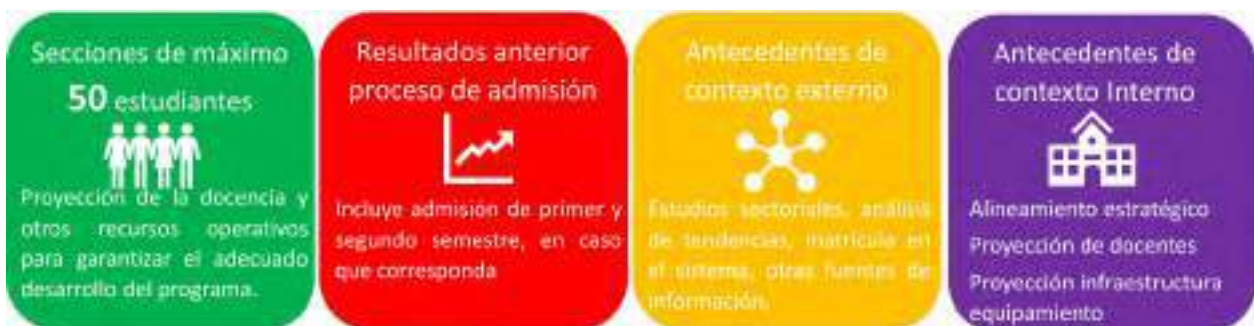 Secciones de máximo
50 estudiantes
Proyección de la docencia y
otros recursos operativos
para garantizar el adecuado
desarrollo del programa.
Resultados anterior
proceso de admisión
Incluye admisión de primer y
segundo semestre, en caso
que corresponda
Antecedentes de
contexto externo
Estudios sectoriales, análisis
de tendencias, matrícula en
el sistema, otras fuentes de
información.
Antecedentes de
contexto Interno
Alineamiento estratégico
Proyección de docentes
Proyección infraestructura
equipamiento